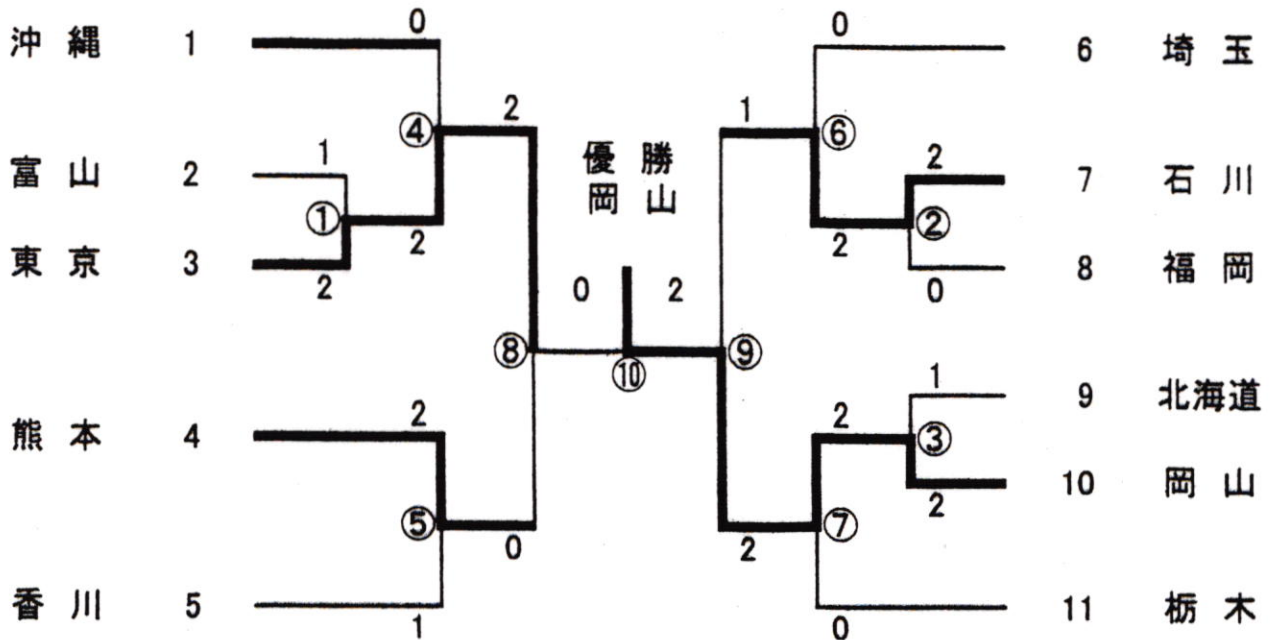 沖縄 1 0
富山 2 1
① 2
東京 3 2
④ 2
熊本 4 2
⑤ 0
香川 5 1
⑧
優勝
岡山
0 2
⑩
⑨
0 6 埼玉
1 ⑥
2 7 石川
2 ②
0 8 福岡
1 9 北海道
2 ③
2 10 岡山
2 ⑦
0 11 栃木